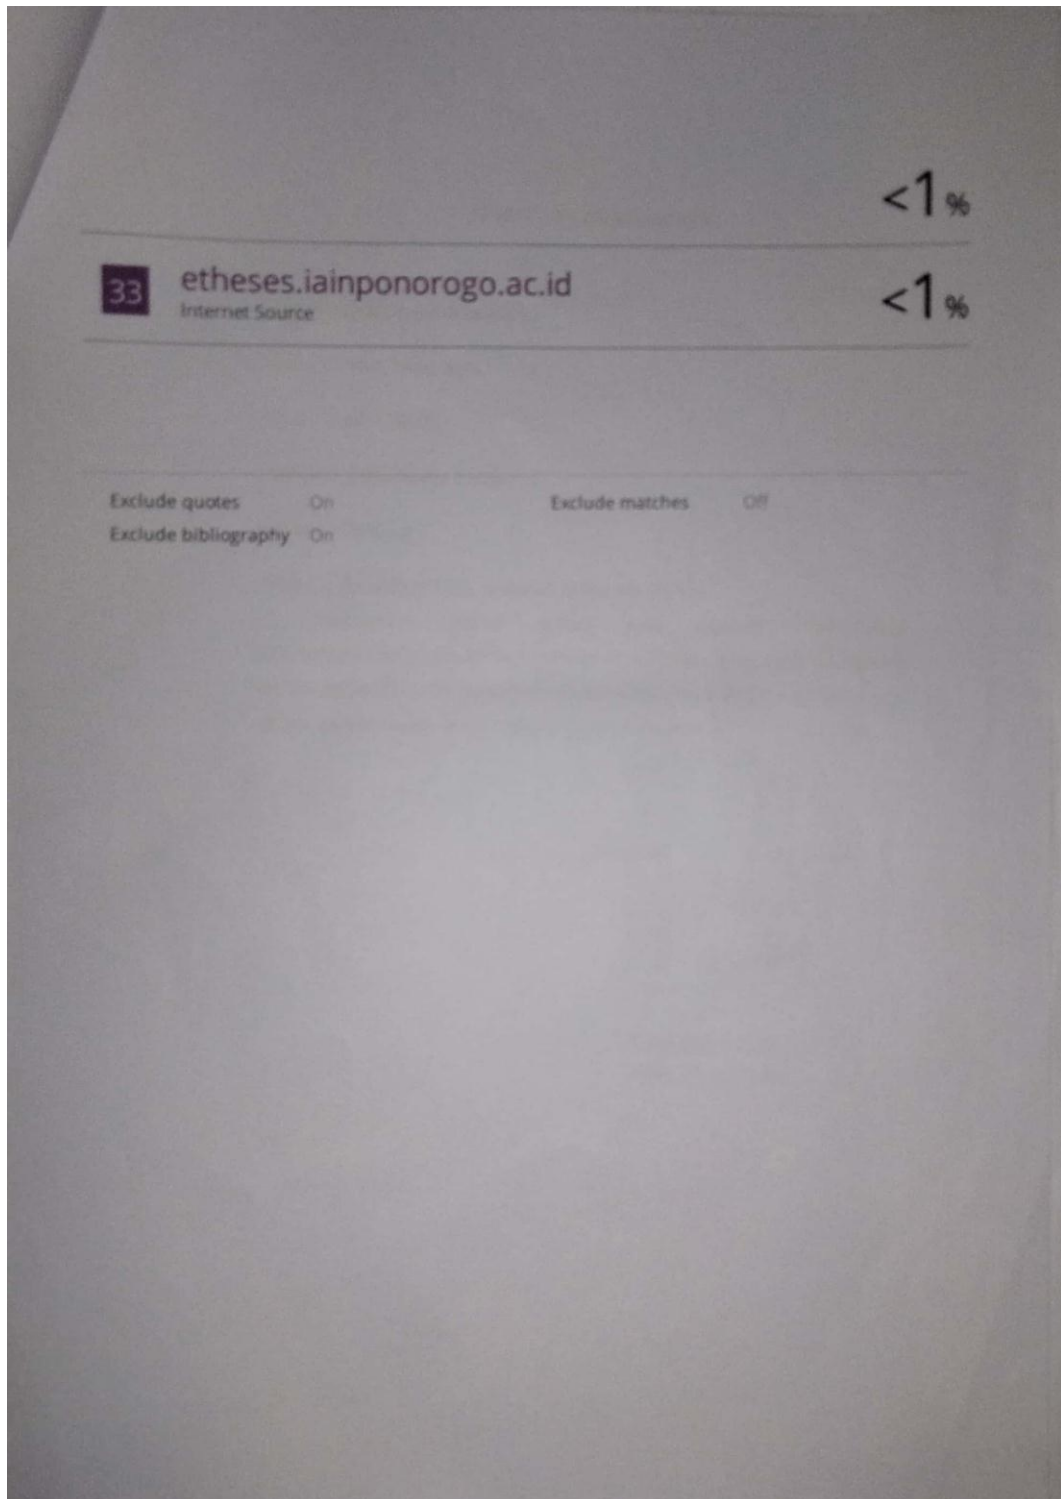 <1%
33 etheses.iainponorogo.ac.id <1%
Internet Source
Exclude quotes On Exclude matches Off
Exclude bibliography On